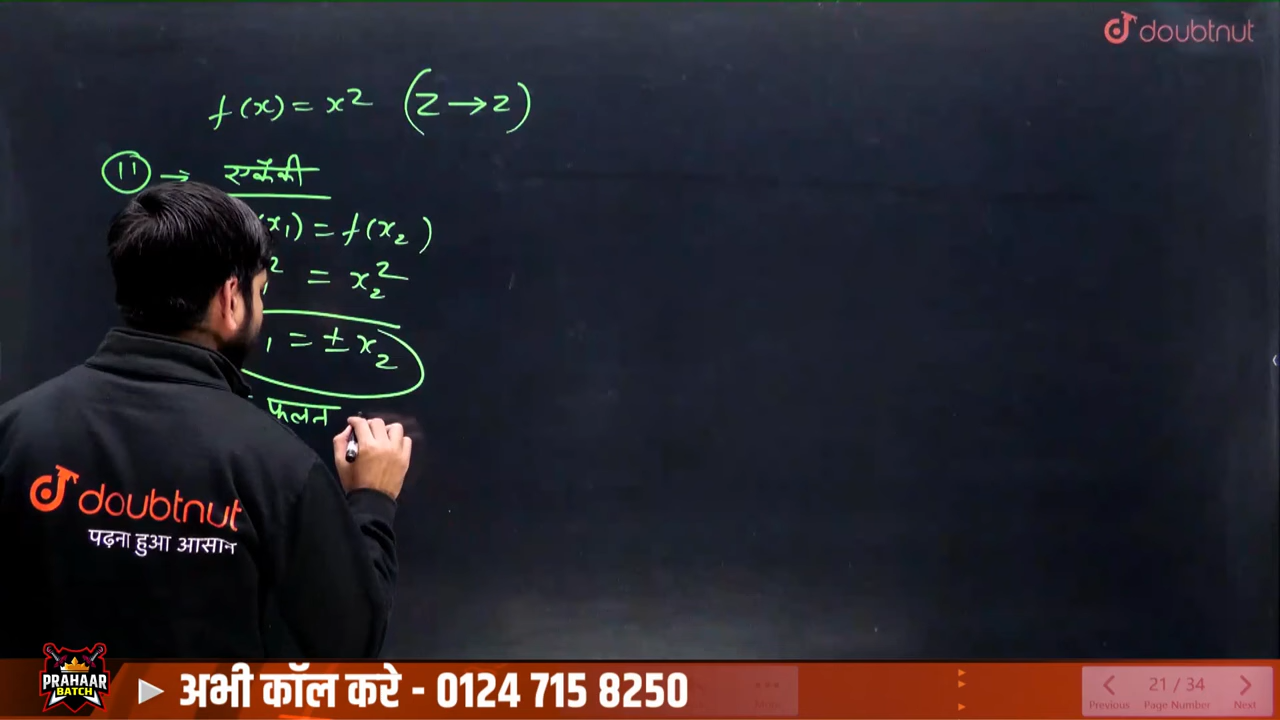 doubtnut
f(x) = x² (Z → Z)
(ii) → एकैकी
(x₁) = f(x₂)
² = x₂²
₁ = ± x₂
फलन
doubtnut
पढ़ना हुआ आसान
PRAHAAR
BATCH
अभी कॉल करे - 0124 715 8250
21 / 34
Previous Page Number Next